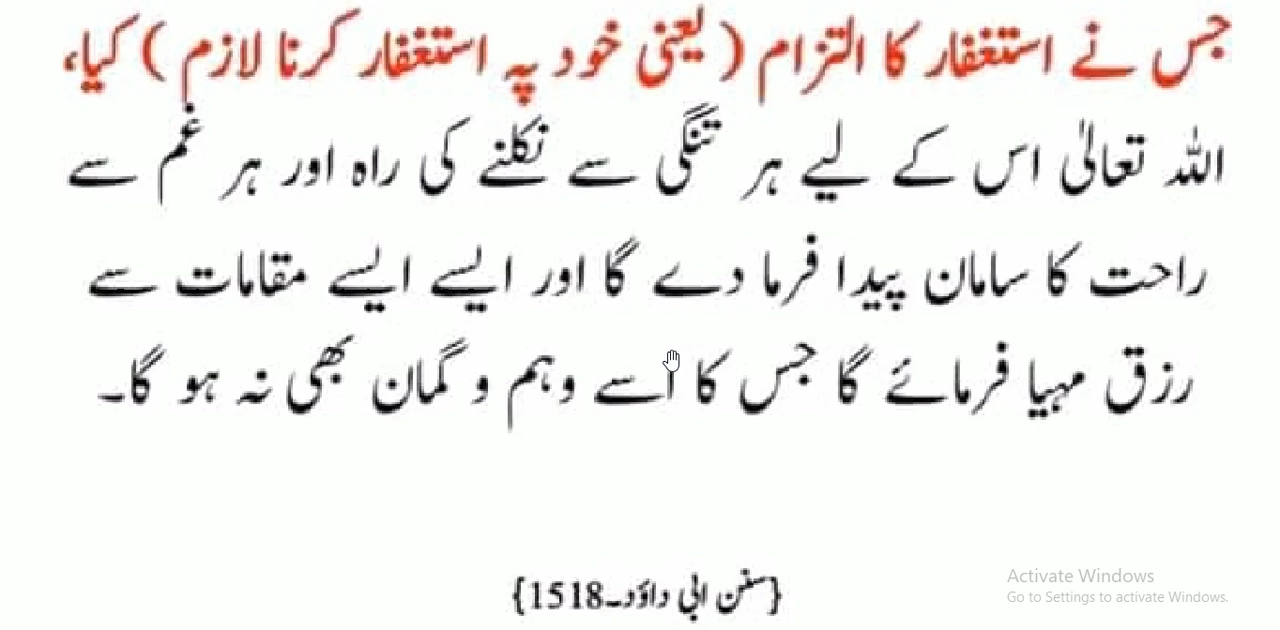 جس نے استغفار کا التزام ( یعنی خود پہ استغفار کرنا لازم ) کیا،
اللہ تعالیٰ اس کے لیے ہر تنگی سے نکلنے کی راہ اور ہر غم سے
راحت کا سامان پیدا فرما دے گا اور ایسے ایسے مقامات سے
رزق مہیا فرمائے گا جس کا اُسے وہم و گمان بھی نہ ہو گا۔
{سنن ابی داؤد۔1518}
Activate Windows
Go to Settings to activate Windows.